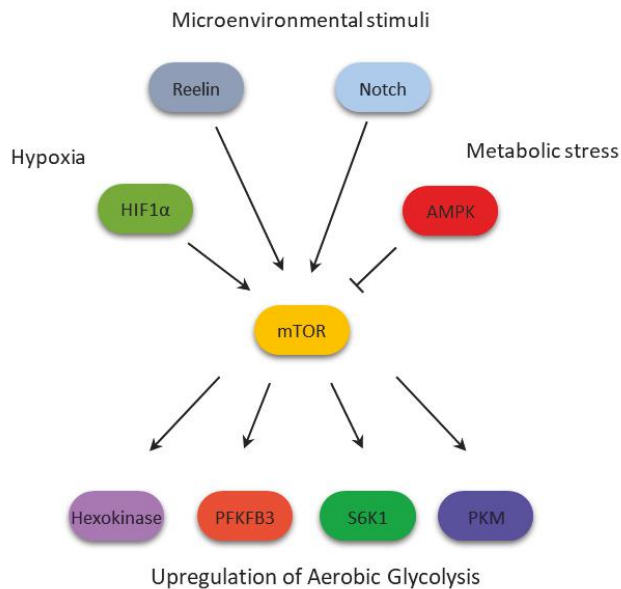 Microenvironmental stimuli
Reelin
Notch
Hypoxia
Metabolic stress
HIF1α
AMPK
mTOR
Hexokinase
PFKFB3
S6K1
PKM
Upregulation of Aerobic Glycolysis